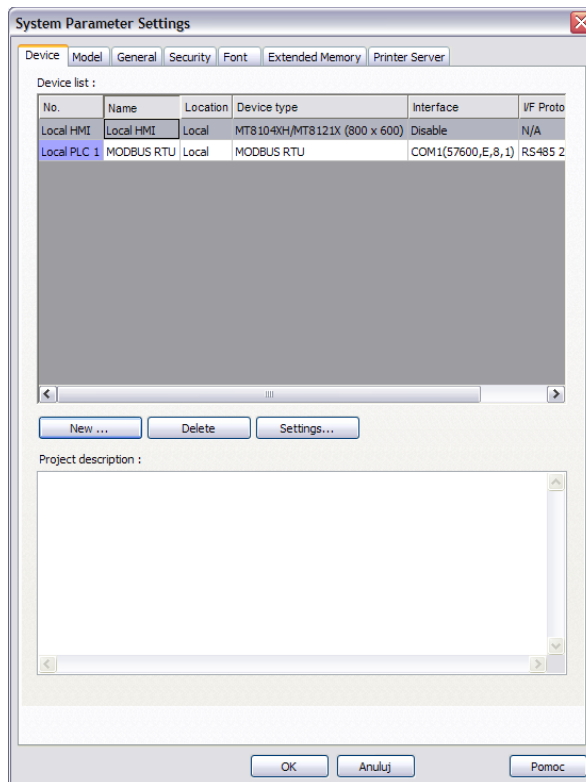 System Parameter Settings
Device Model General Security Font Extended Memory Printer Server
Device list :
No. Name Location Device type Interface I/F Proto
Local HMI Local HMI Local MT8104XH/MT8121X (800 x 600) Disable N/A
Local PLC 1 MODBUS RTU Local MODBUS RTU COM1(57600,E,8,1) RS485 2
New ... Delete Settings...
Project description :
OK Anuluj Pomoc